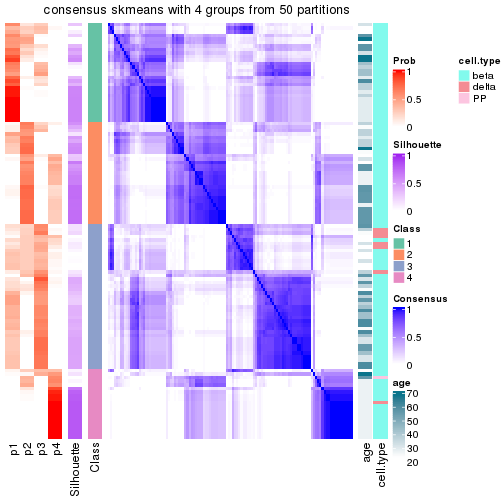 consensus skmeans with 4 groups from 50 partitions
Prob
1
0.5
0
cell.type
beta
delta
PP
Silhouette
1
0.5
0
Class
1
2
3
4
Consensus
1
0.5
0
age
70
60
50
40
30
20
p1
p2
p3
p4
Silhouette
Class
age
cell.type